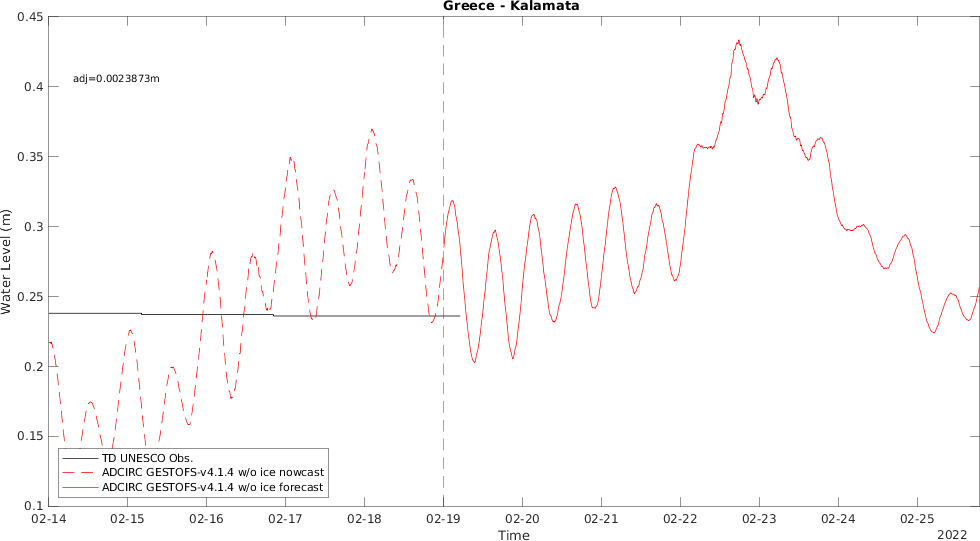 Greece - Kalamata
0.45
0.4
0.35
0.3
0.25
0.2
0.15
0.1
Water Level (m)
adj=0.0023873m
TD UNESCO Obs.
ADCIRC GESTOFS-v4.1.4 w/o ice nowcast
ADCIRC GESTOFS-v4.1.4 w/o ice forecast
02-14 02-15 02-16 02-17 02-18 02-19 02-20 02-21 02-22 02-23 02-24 02-25
Time
2022